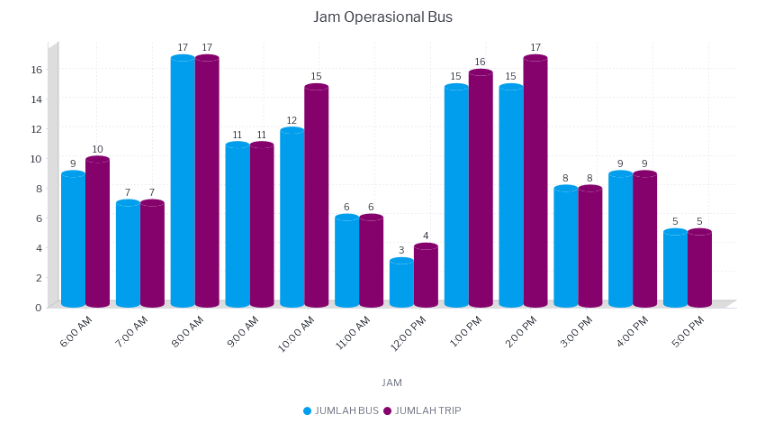 Jam Operasional Bus
16
14
12
10
8
6
4
2
0
9 10 7 7 17 17 11 11 12 15 6 6 3 4 15 16 15 17 8 8 9 9 5 5
6:00 AM 7:00 AM 8:00 AM 9:00 AM 10:00 AM 11:00 AM 12:00 PM 1:00 PM 2:00 PM 3:00 PM 4:00 PM 5:00 PM
JAM
JUMLAH BUS JUMLAH TRIP